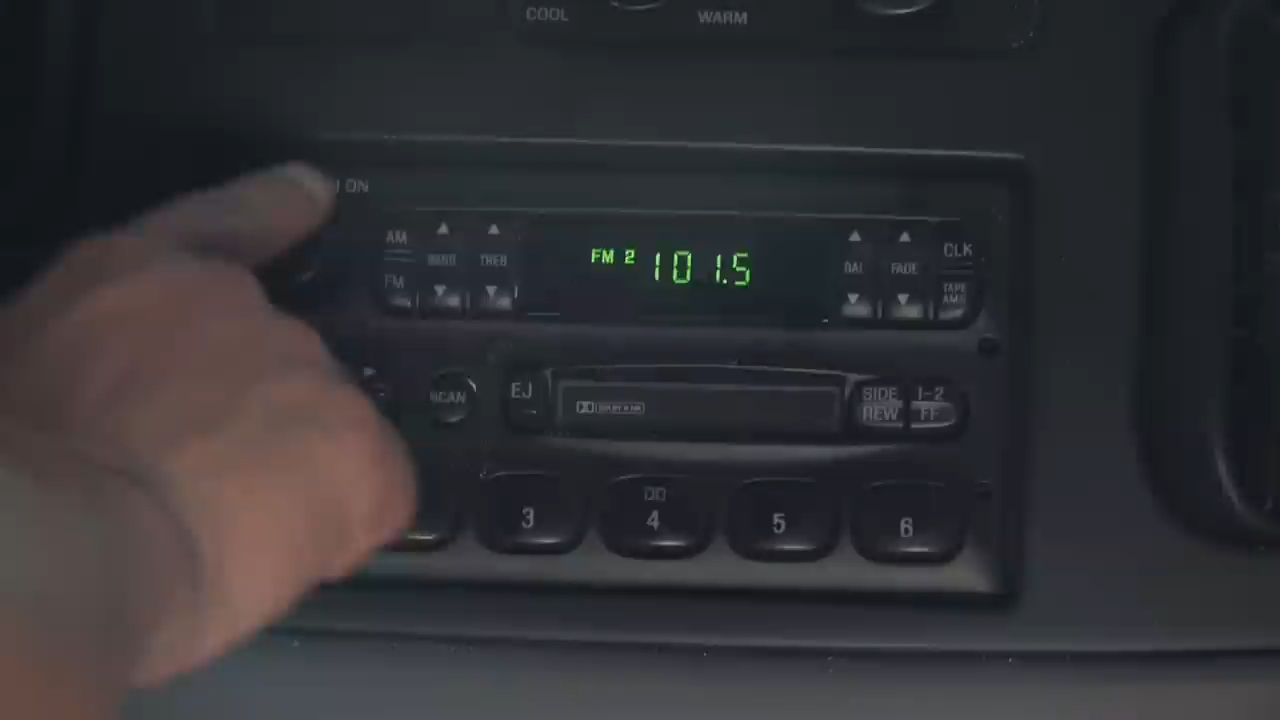 COOL WARM
ON
AM
FM
BASS
TREB
FM 2 101.5
BAL
FADE
CLK
TAPE
AMS
SCAN
EJ
SIDE 1-2
REW FF
3
4
5
6